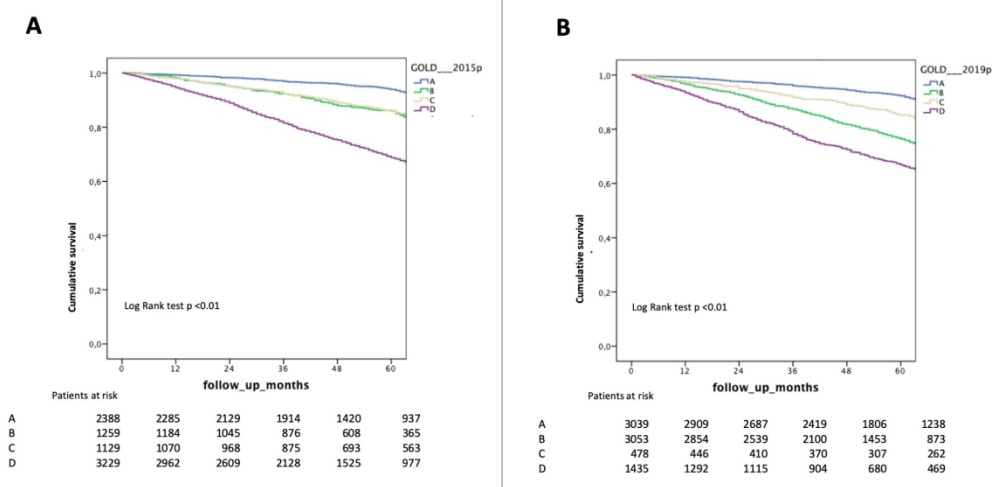 A
GOLD___2015p
A
B
C
D
1,0
0,8
0,6
0,4
0,2
0,0
Cumulative survival
Log Rank test p <0.01
0 12 24 36 48 60
follow_up_months
Patients at risk
A 2388 2285 2129 1914 1420 937
B 1259 1184 1045 876 608 365
C 1129 1070 968 875 693 563
D 3229 2962 2609 2128 1525 977
B
GOLD___2019p
A
B
C
D
1,0
0,8
0,6
0,4
0,2
0,0
Cumulative survival
Log Rank test p <0.01
0 12 24 36 48 60
follow_up_months
Patients at risk
A 3039 2909 2687 2419 1806 1238
B 3053 2854 2539 2100 1453 873
C 478 446 410 370 307 262
D 1435 1292 1115 904 680 469